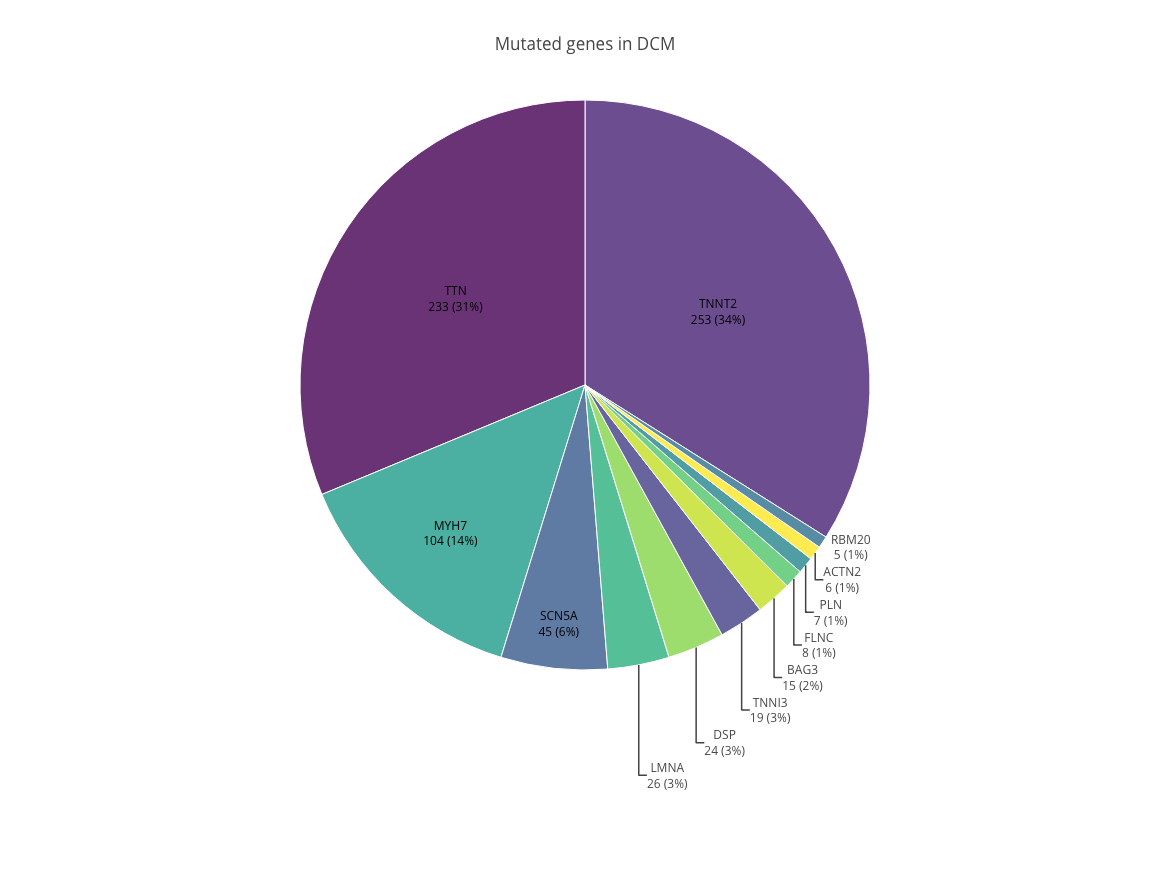 Mutated genes in DCM
TTN
233 (31%)
TNNT2
253 (34%)
MYH7
104 (14%)
SCN5A
45 (6%)
RBM20
5 (1%)
ACTN2
6 (1%)
PLN
7 (1%)
FLNC
8 (1%)
BAG3
15 (2%)
TNNI3
19 (3%)
DSP
24 (3%)
LMNA
26 (3%)